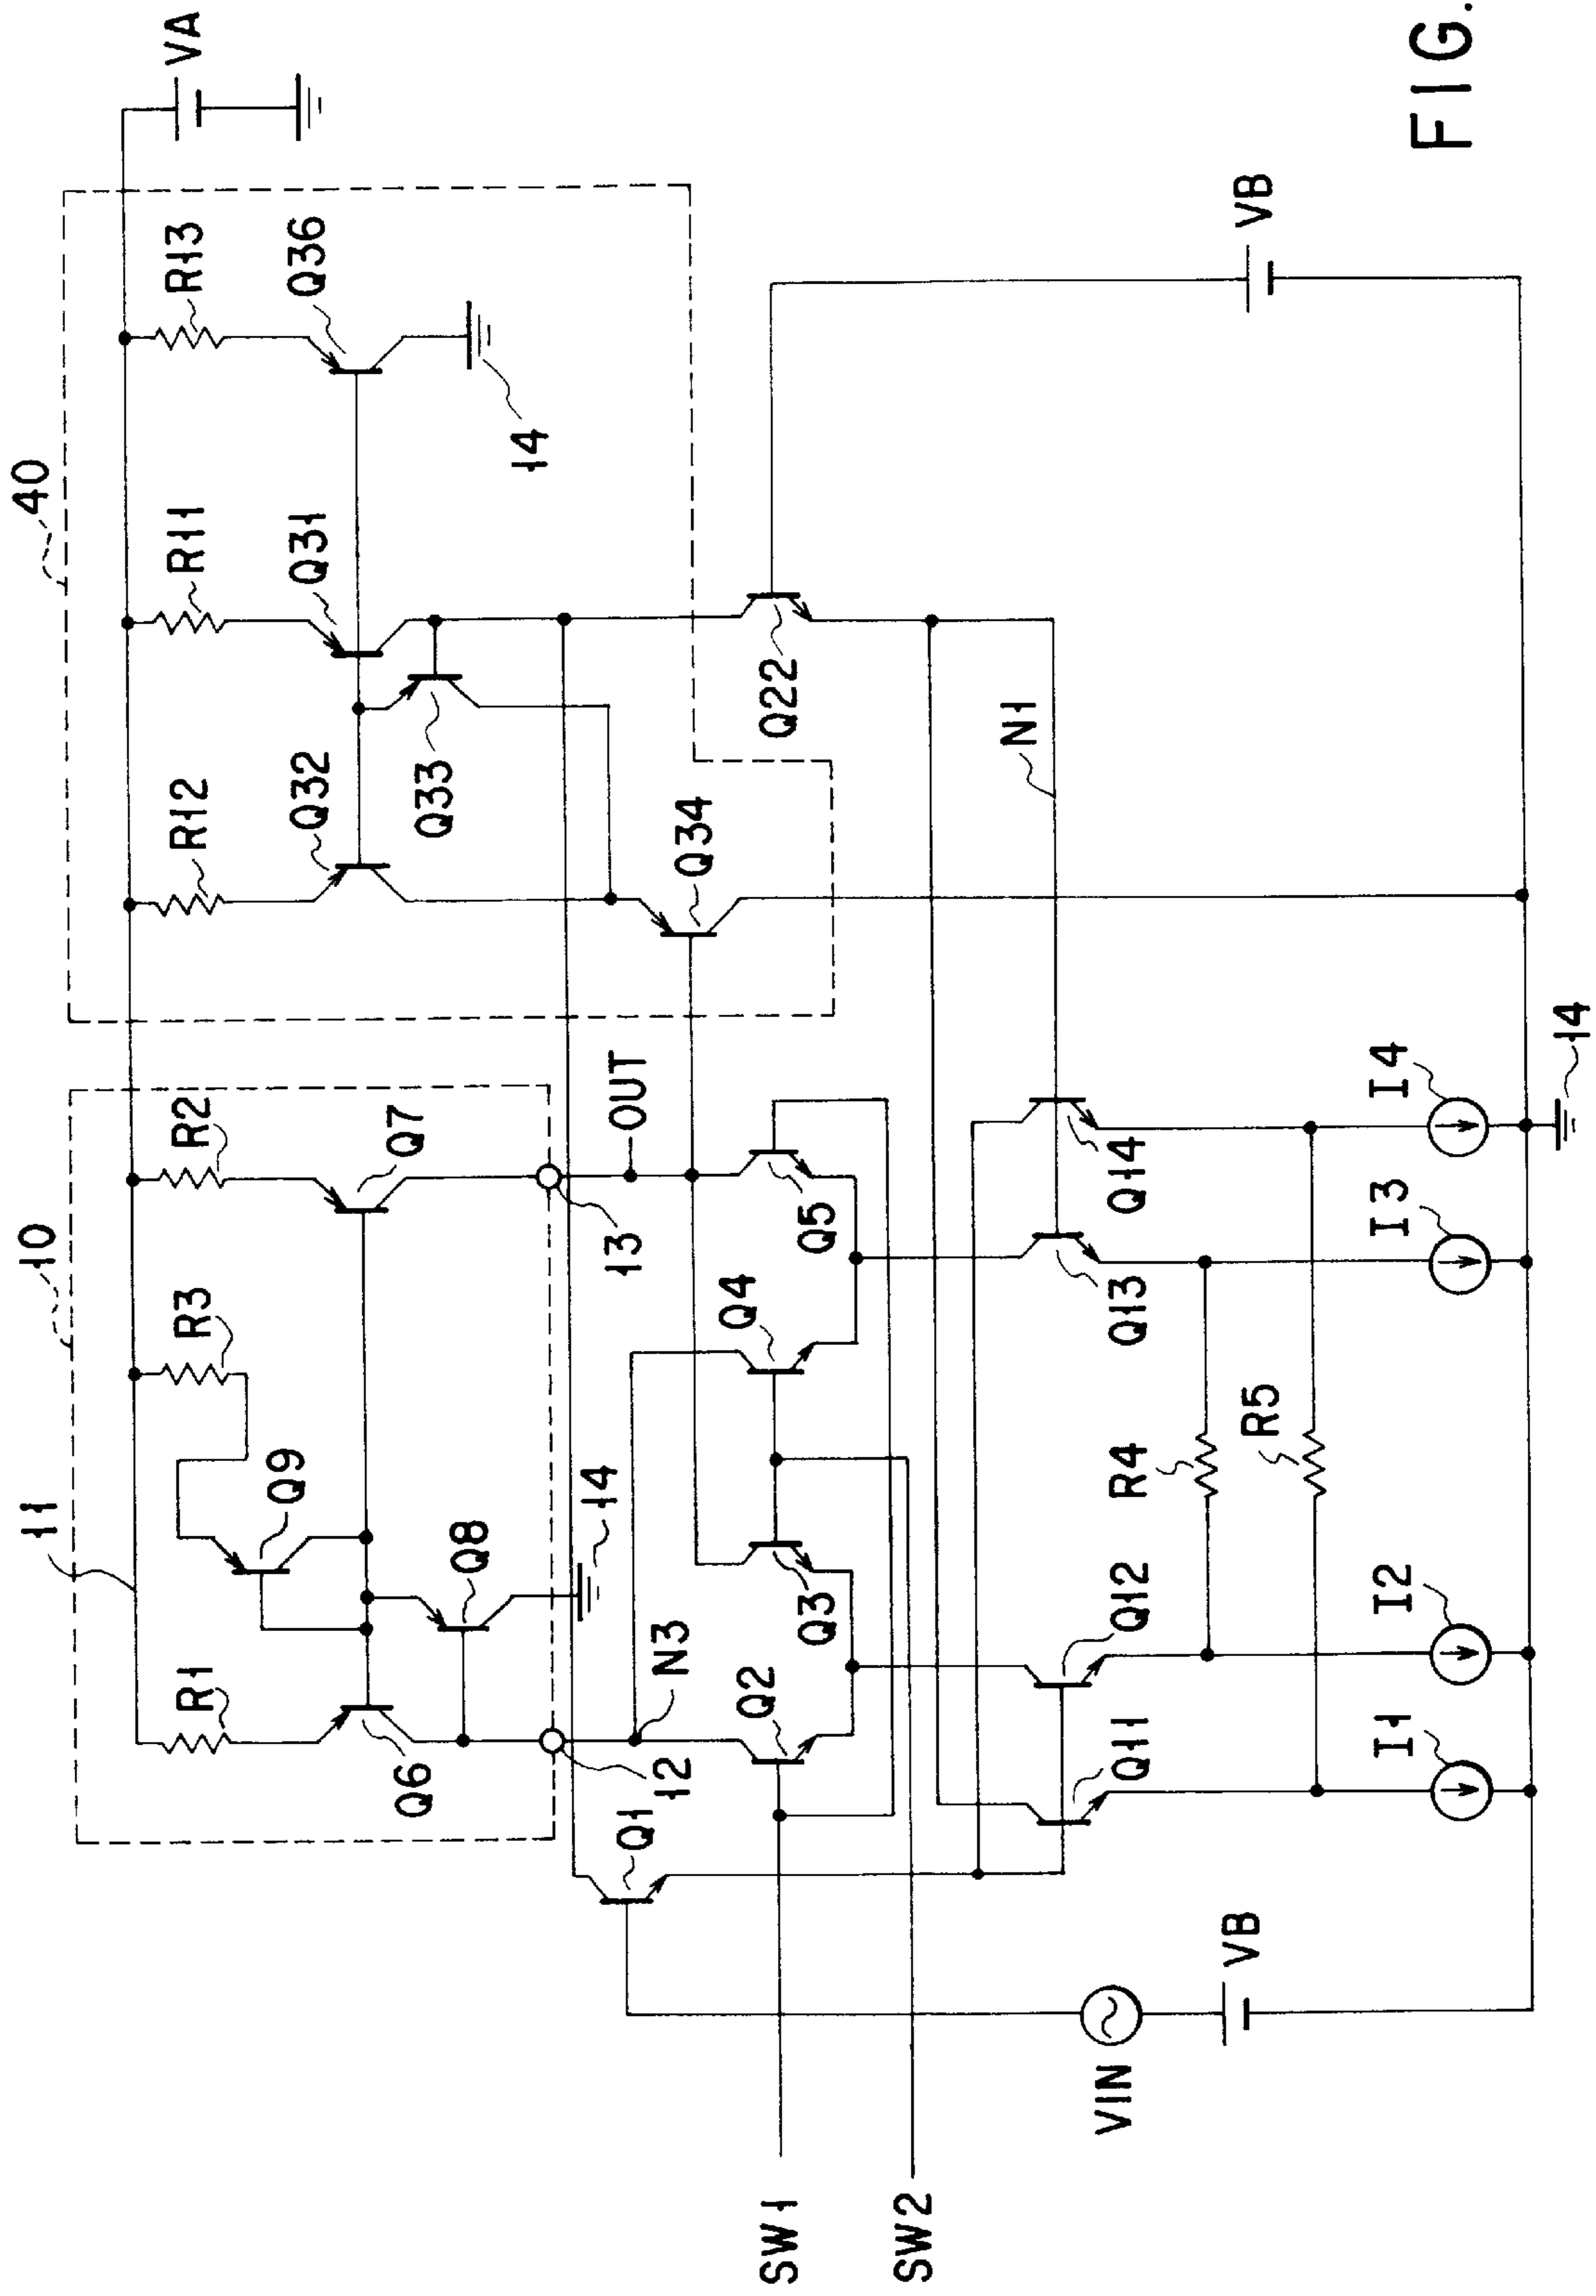 40
10
11
VA
R13
R11
R12
R2
R3
R1
Q36
Q31
Q32
Q7
Q9
Q6
Q33
Q8
14
14
Q34
OUT
13
N3
12
Q1
Q22
Q5
Q4
Q3
Q2
SW1
SW2
N1
Q14
Q13
Q12
Q11
R4
R5
VIN
VB
VB
I4
I3
I2
I1
14
FIG.